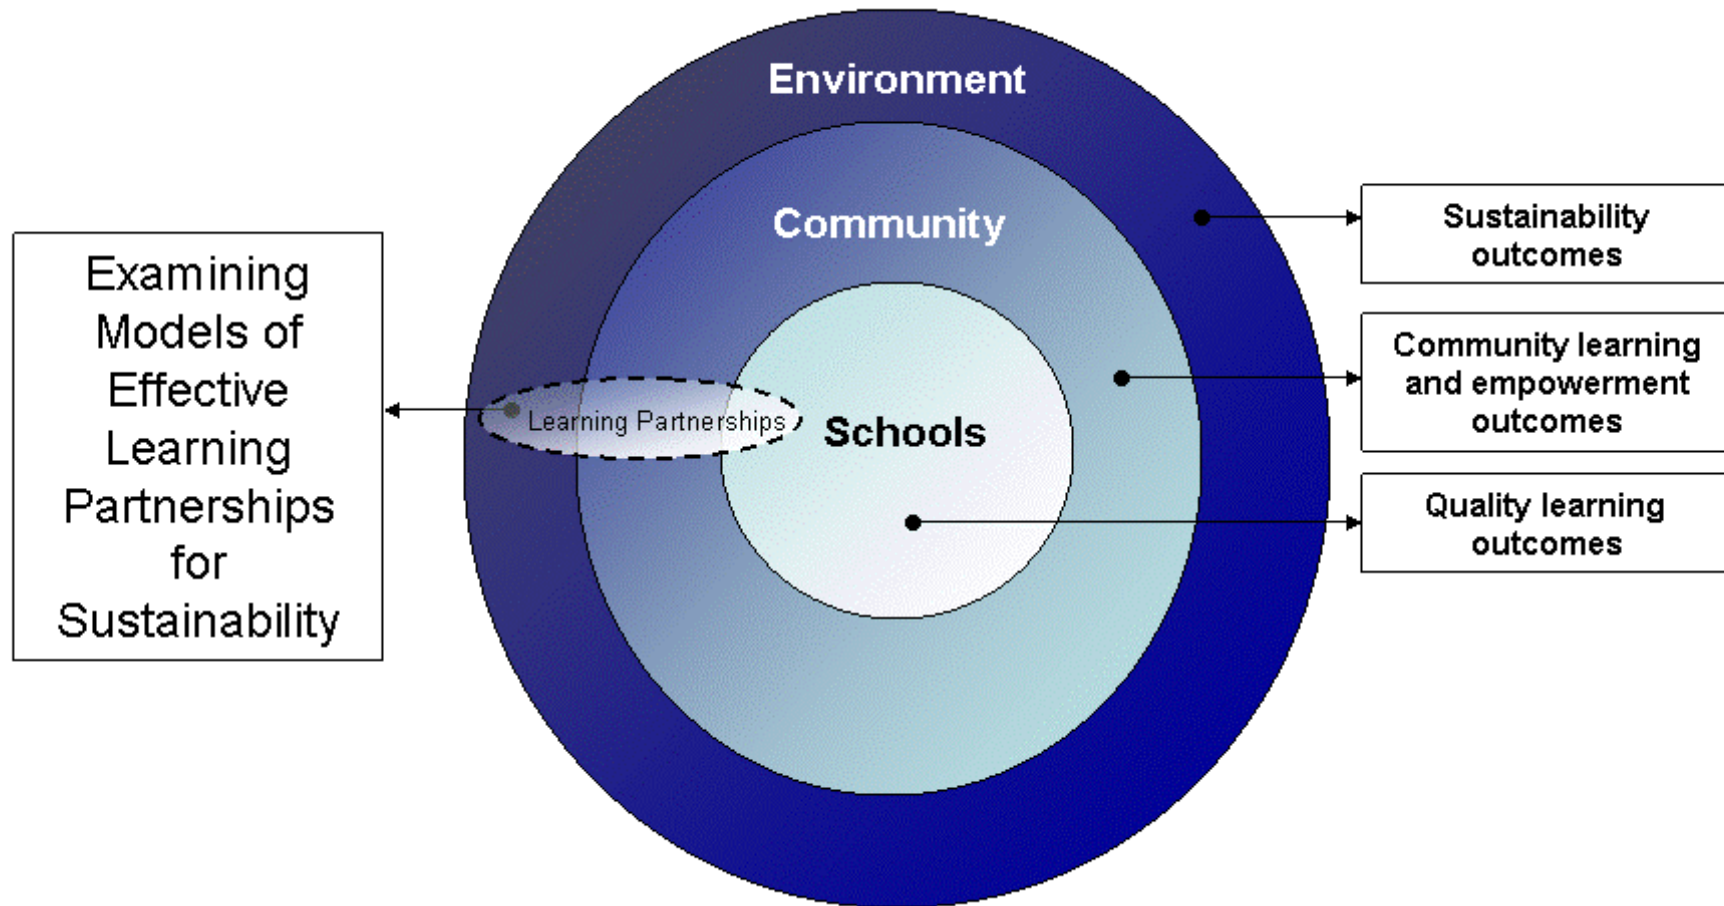 Examining
Models of
Effective
Learning
Partnerships
for
Sustainability
Environment
Community
Learning Partnerships
Schools
Sustainability
outcomes
Community learning
and empowerment
outcomes
Quality learning
outcomes